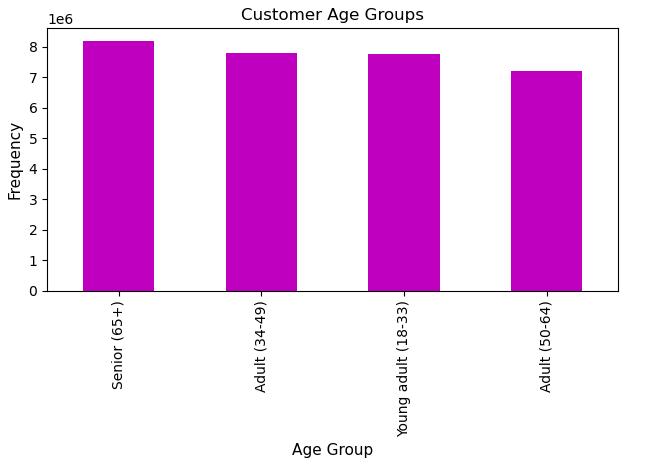 Customer Age Groups
1e6
8
7
6
5
4
3
2
1
0
Frequency
Senior (65+)
Adult (34-49)
Young adult (18-33)
Adult (50-64)
Age Group